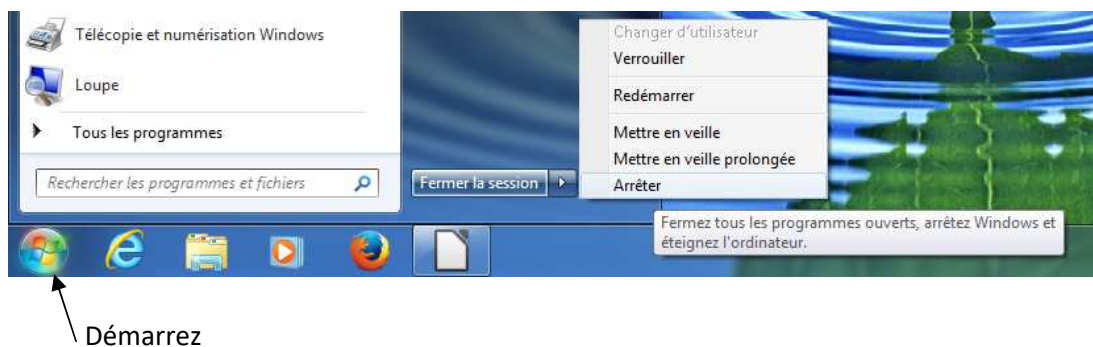 Télécopie et numérisation Windows
Loupe
Tous les programmes
Rechercher les programmes et fichiers
Fermer la session
Changer d'utilisateur
Verrouiller
Redémarrer
Mettre en veille
Mettre en veille prolongée
Arrêter
Fermez tous les programmes ouverts, arrêtez Windows et
éteignez l'ordinateur.
Démarrez